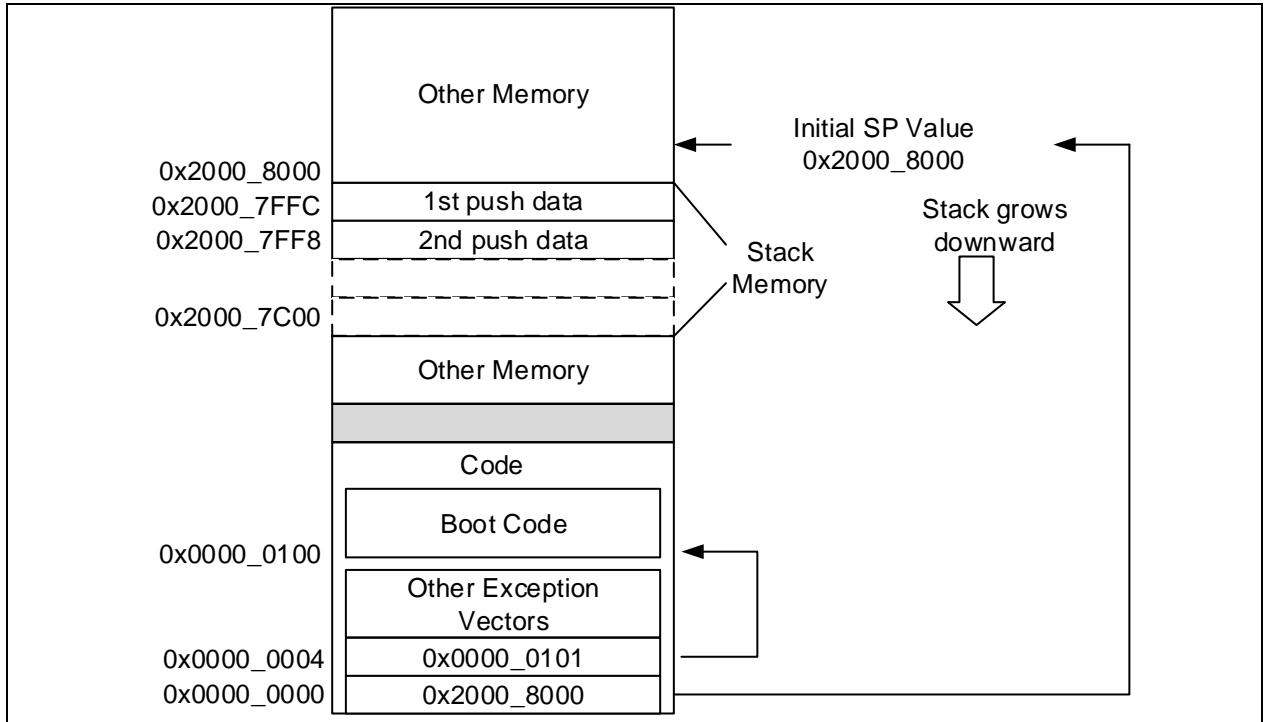 Other Memory
Initial SP Value
0x2000_8000
0x2000_8000
0x2000_7FFC
1st push data
Stack grows
downward
0x2000_7FF8
2nd push data
Stack
Memory
0x2000_7C00
Other Memory
Code
Boot Code
0x0000_0100
Other Exception
Vectors
0x0000_0004
0x0000_0101
0x0000_0000
0x2000_8000